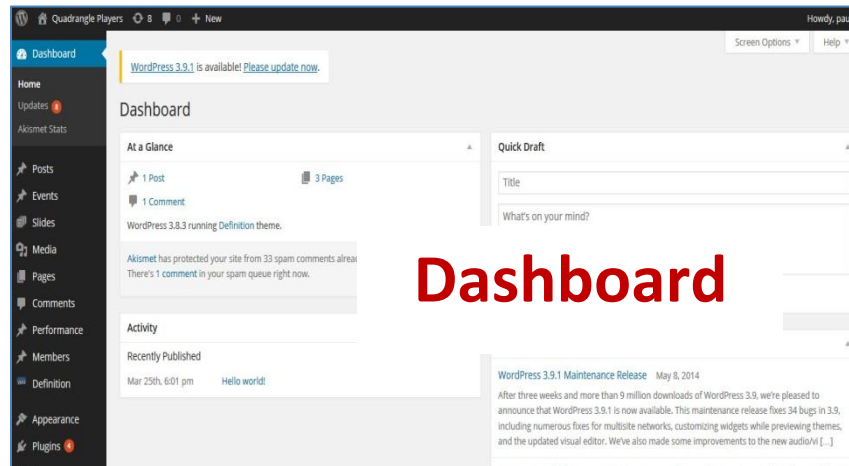 Quadrangle Players 8 0 + New Howdy, pau
Screen Options Help
Dashboard
Home
Updates 8
Akismet Stats
Posts
Events
Slides
Media
Pages
Comments
Performance
Members
Definition
Appearance
Plugins 4
WordPress 3.9.1 is available! Please update now.
Dashboard
At a Glance
1 Post 3 Pages
1 Comment
WordPress 3.8.3 running Definition theme.
Akismet has protected your site from 33 spam comments alrea
There's 1 comment in your spam queue right now.
Activity
Recently Published
Mar 25th, 6:01 pm Hello world!
Quick Draft
Title
What's on your mind?
Dashboard
WordPress 3.9.1 Maintenance Release May 8, 2014
After three weeks and more than 9 million downloads of WordPress 3.9, we're pleased to
announce that WordPress 3.9.1 is now available. This maintenance release fixes 34 bugs in 3.9,
including numerous fixes for multisite networks, customizing widgets while previewing themes,
and the updated visual editor. We've also made some improvements to the new audio/vi [...]